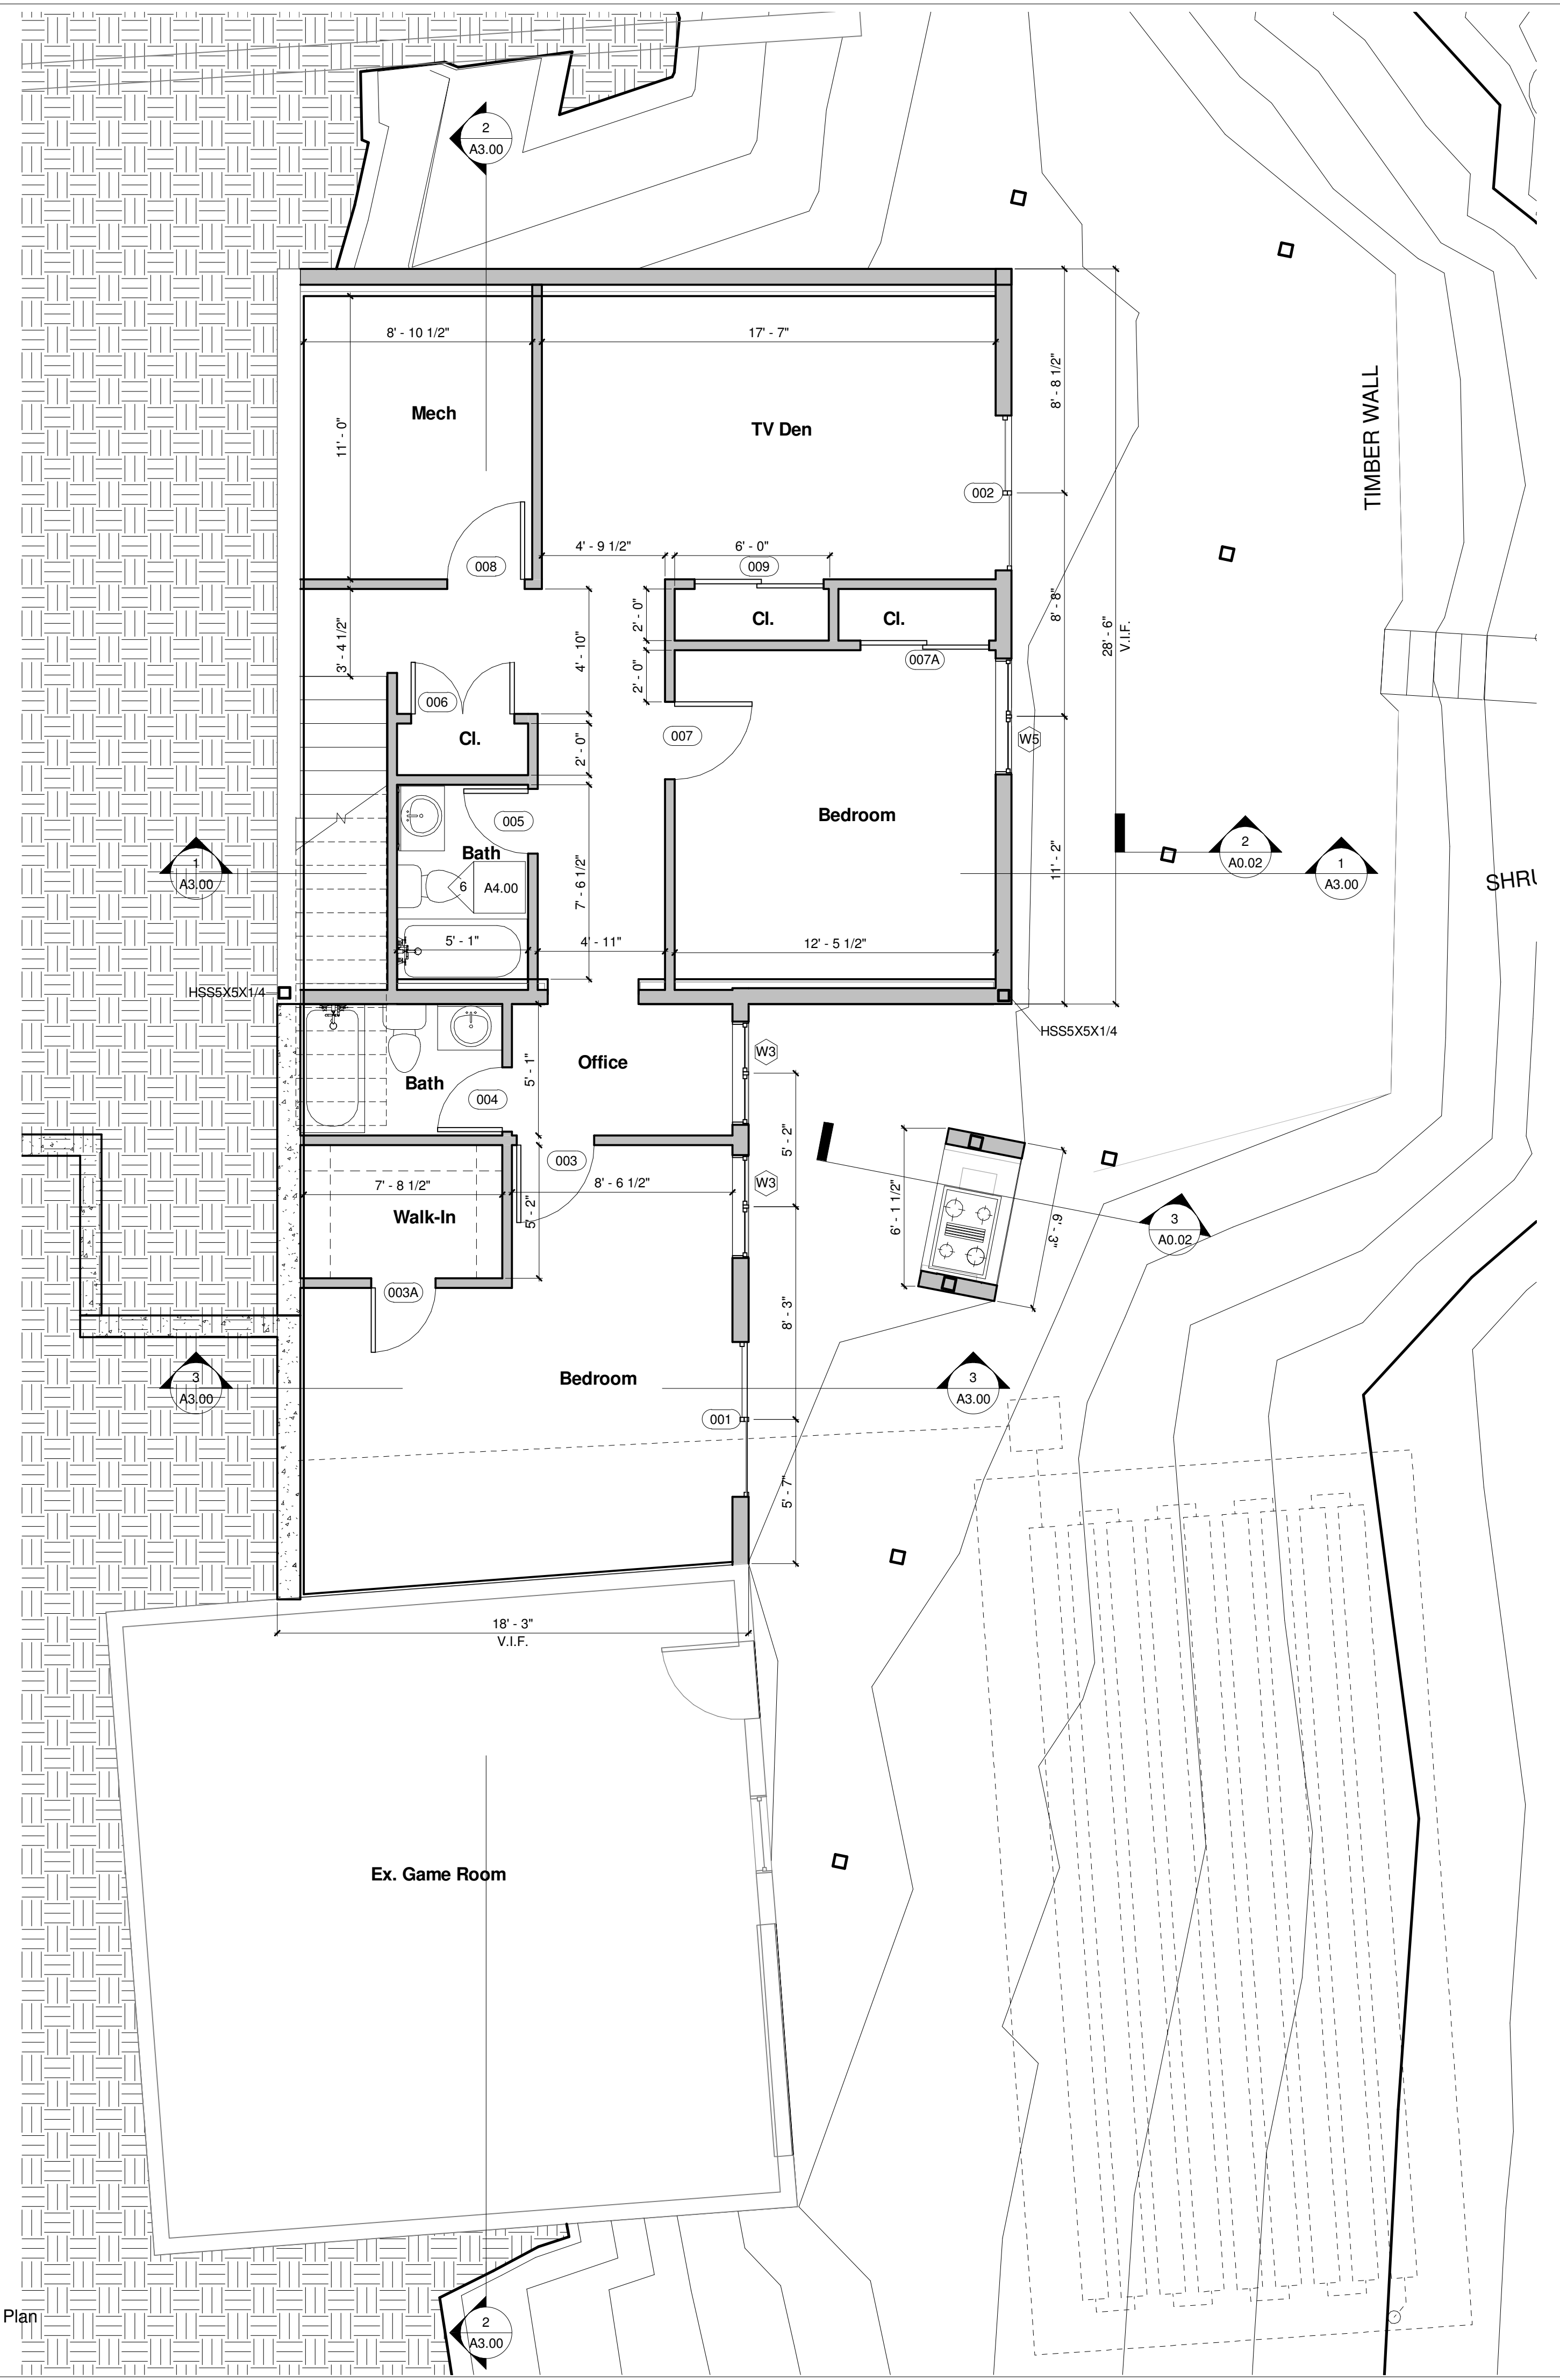 2
A3.00
8' - 10 1/2"
17' - 7"
8' - 8 1/2"
TIMBER WALL
Mech
TV Den
11' - 0"
002
4' - 9 1/2"
6' - 0"
008
009
8' - 8"
28' - 6"
V.I.F.
3' - 4 1/2"
4' - 10"
2' - 0"
Cl.
Cl.
007A
2' - 0"
006
007
W5
Cl.
2' - 0"
005
Bedroom
Bath
1
A3.00
6
A4.00
7' - 6 1/2"
11' - 2"
2
A0.02
1
A3.00
5' - 1"
4' - 11"
12' - 5 1/2"
HSS5X5X1/4
HSS5X5X1/4
Office
W3
Bath
5' - 1"
004
5' - 2"
003
7' - 8 1/2"
8' - 6 1/2"
W3
6' - 1 1/2"
6' - 3"
Walk-In
5' - 2"
3
A0.02
003A
8' - 3"
3
A3.00
Bedroom
3
A3.00
001
5' - 7"
18' - 3"
V.I.F.
Ex. Game Room
Plan
2
A3.00